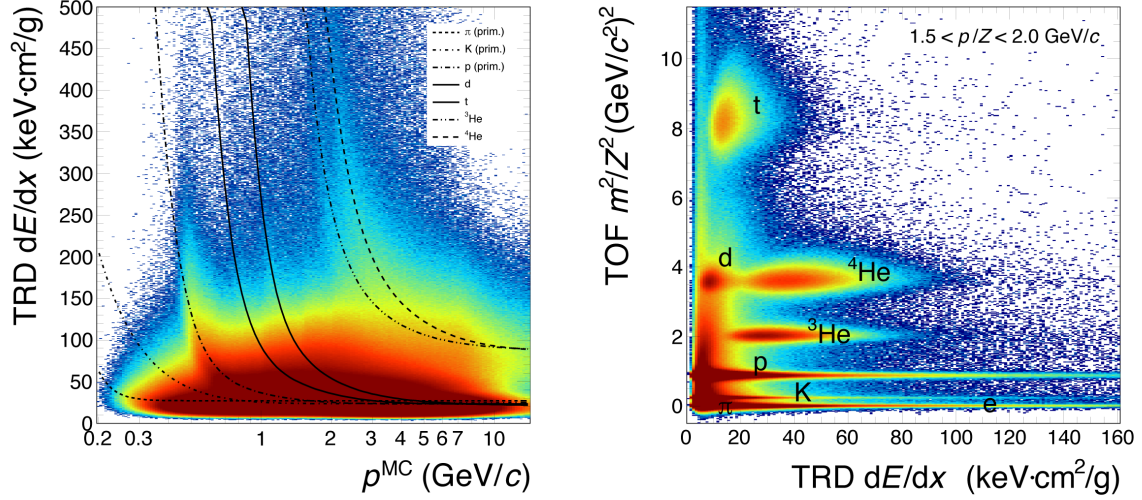 TRD dE/dx (keV·cm²/g)
500
450
400
350
300
250
200
150
100
50
0
π (prim.)
K (prim.)
p (prim.)
d
t
³He
⁴He
0.2 0.3 1 2 3 4 5 6 7 10
p^MC (GeV/c)
TOF m²/Z² (GeV/c²)²
10
8
6
4
2
0
1.5 < p/Z < 2.0 GeV/c
t
d
⁴He
³He
p
K
π
e
0 20 40 60 80 100 120 140 160
TRD dE/dx (keV·cm²/g)